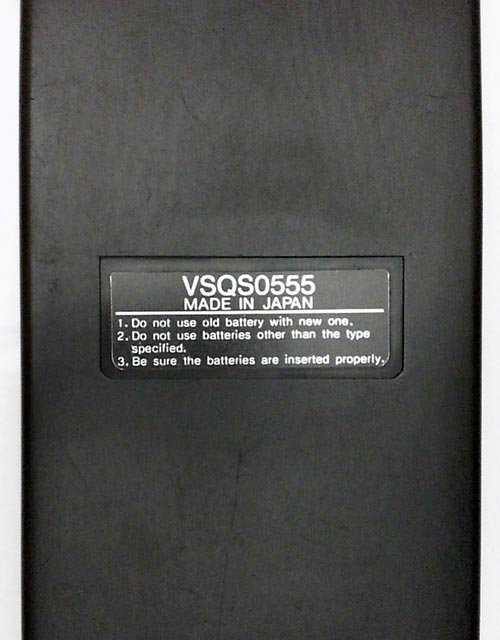 VSQS0555
MADE IN JAPAN
1. Do not use old battery with new one.
2. Do not use batteries other than the type
specified.
3. Be sure the batteries are inserted properly.